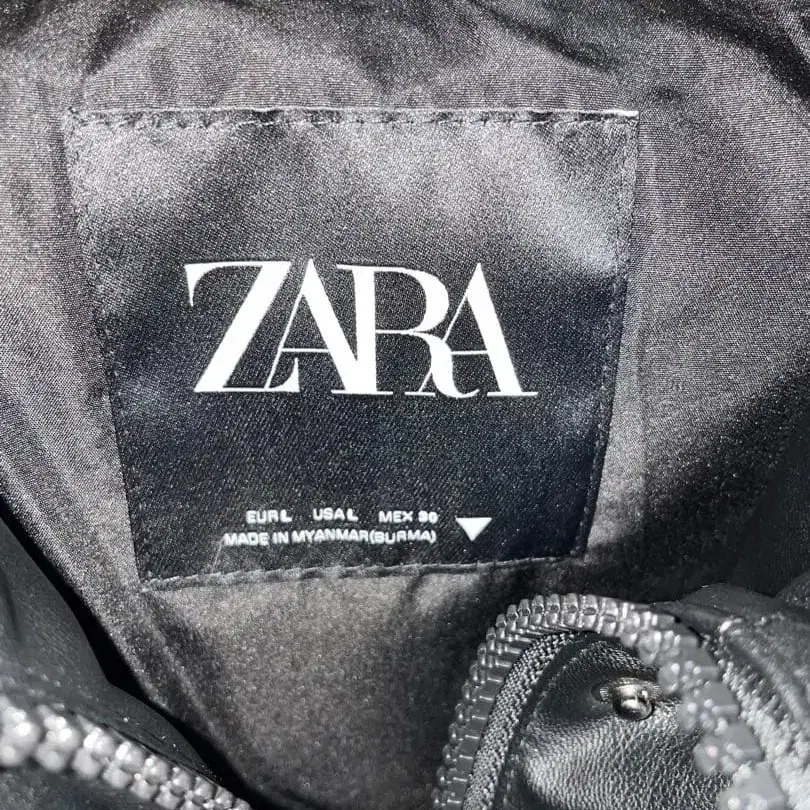 ZARA
EUR L USA L MEX 30
MADE IN MYANMAR(BURMA)